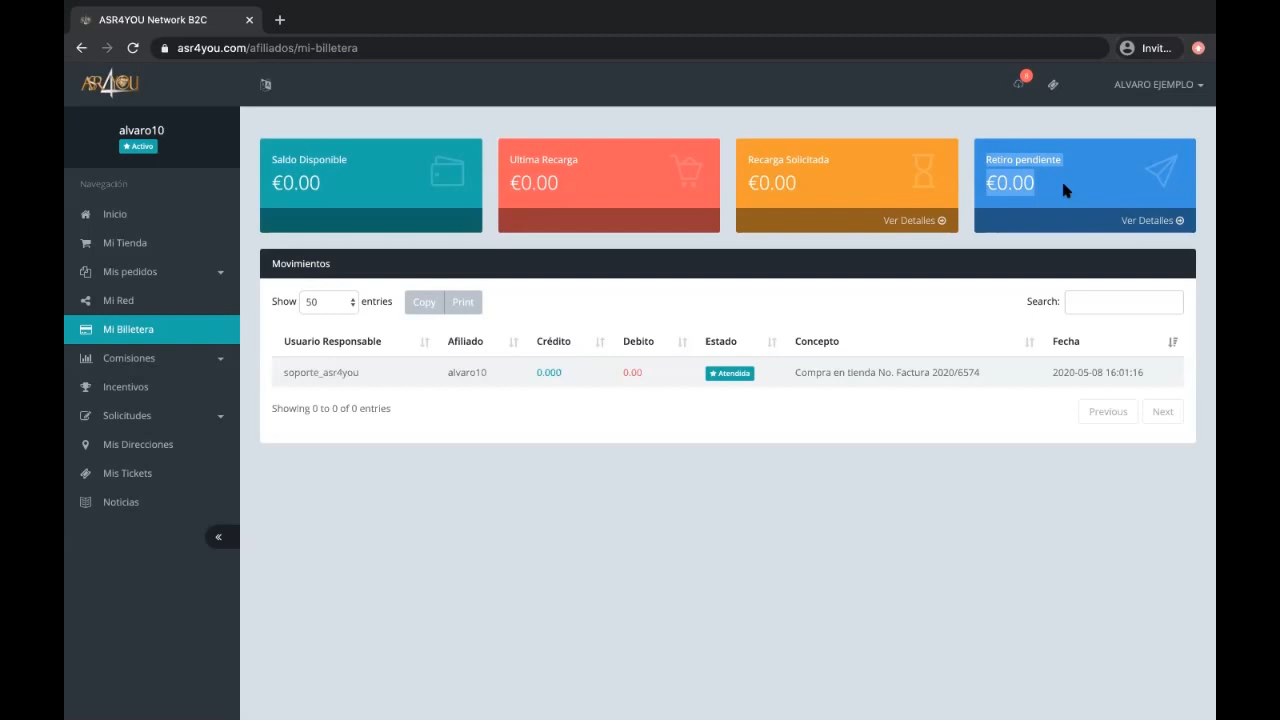 ASR4YOU Network B2C
asr4you.com/afiliados/mi-billetera
Invit...
ASR4YOU
8
ALVARO EJEMPLO
alvaro10
Activo
Navegación
Inicio
Mi Tienda
Mis pedidos
Mi Red
Mi Billetera
Comisiones
Incentivos
Solicitudes
Mis Direcciones
Mis Tickets
Noticias
Saldo Disponible
€0.00
Ultima Recarga
€0.00
Recarga Solicitada
€0.00
Ver Detalles
Retiro pendiente
€0.00
Ver Detalles
Movimientos
Show 50 entries Copy Print Search:
Usuario Responsable Afiliado Crédito Debito Estado Concepto Fecha
soporte_asr4you alvaro10 0.000 0.00 Atendida Compra en tienda No. Factura 2020/6574 2020-05-08 16:01:16
Showing 0 to 0 of 0 entries
Previous Next